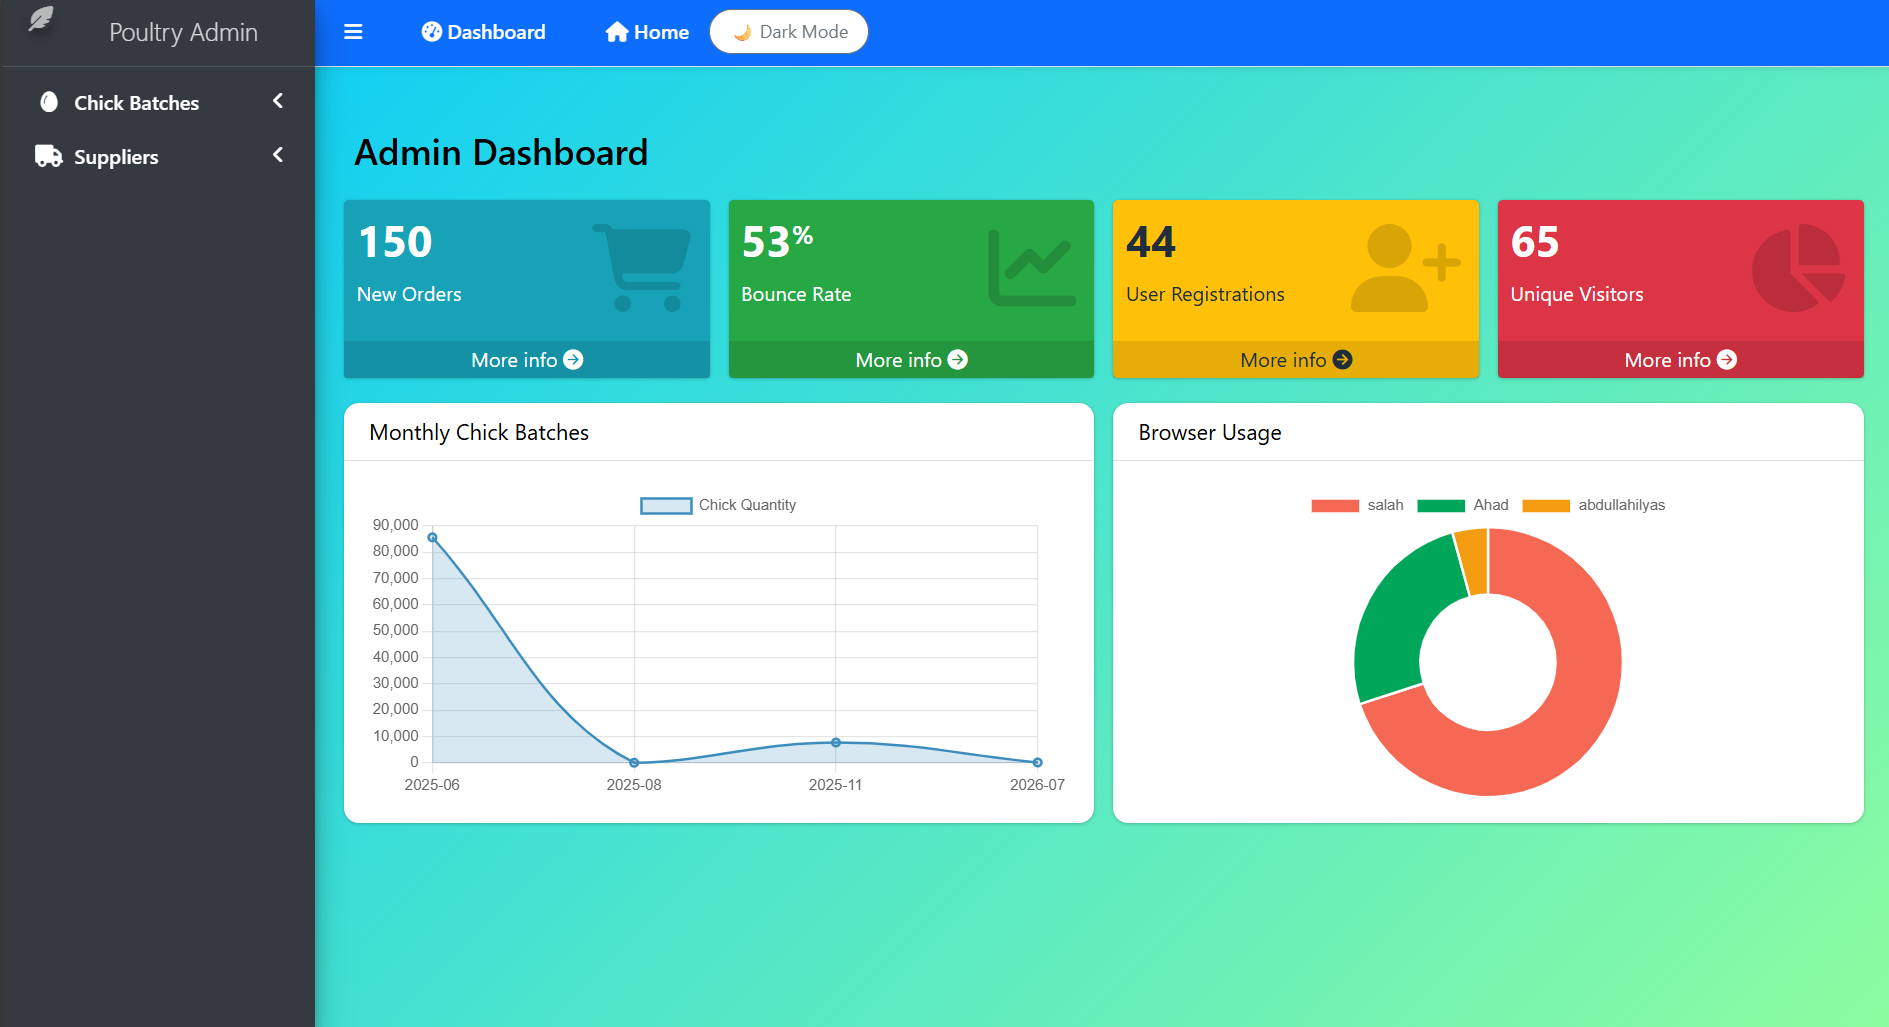 Poultry Admin
Dashboard Home 🌙 Dark Mode
Chick Batches
Suppliers
Admin Dashboard
150
New Orders
More info
53%
Bounce Rate
More info
44
User Registrations
More info
65
Unique Visitors
More info
Monthly Chick Batches
Chick Quantity
90,000
80,000
70,000
60,000
50,000
40,000
30,000
20,000
10,000
0
2025-06 2025-08 2025-11 2026-07
Browser Usage
salah Ahad abdullahilyas